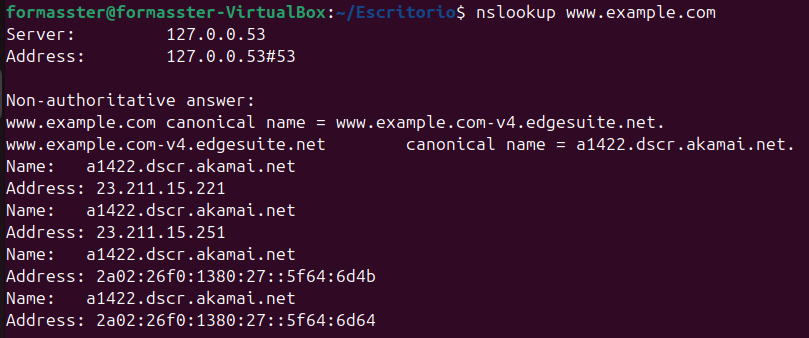 formasster@formasster-VirtualBox:~/Escritorio$ nslookup www.example.com
Server:         127.0.0.53
Address:        127.0.0.53#53

Non-authoritative answer:
www.example.com canonical name = www.example.com-v4.edgesuite.net.
www.example.com-v4.edgesuite.net        canonical name = a1422.dscr.akamai.net.
Name:   a1422.dscr.akamai.net
Address: 23.211.15.221
Name:   a1422.dscr.akamai.net
Address: 23.211.15.251
Name:   a1422.dscr.akamai.net
Address: 2a02:26f0:1380:27::5f64:6d4b
Name:   a1422.dscr.akamai.net
Address: 2a02:26f0:1380:27::5f64:6d64